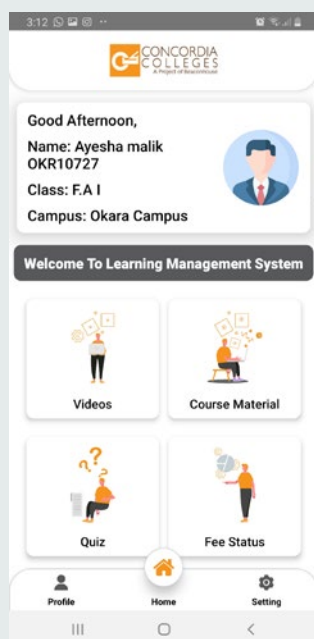 3:12
CONCORDIA
COLLEGES
A Project of Beaconhouse
Good Afternoon,
Name: Ayesha malik
OKR10727
Class: F.A I
Campus: Okara Campus
Welcome To Learning Management System
Videos
Course Material
? ? ?
Quiz
Fee Status
Profile
Home
Setting